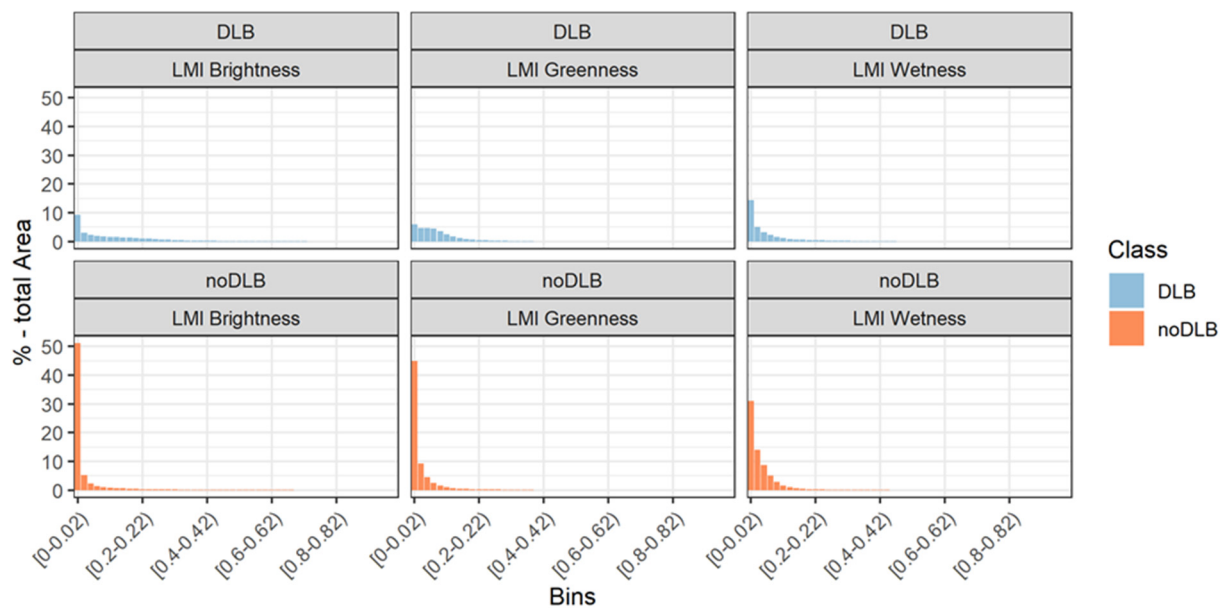 DLB DLB DLB
LMI Brightness LMI Greenness LMI Wetness
50
40
30
20
10
0
noDLB noDLB noDLB
LMI Brightness LMI Greenness LMI Wetness
50
40
30
20
10
0
% - total Area
[0-0.02) [0.2-0.22) [0.4-0.42) [0.6-0.62) [0.8-0.82) [0-0.02) [0.2-0.22) [0.4-0.42) [0.6-0.62) [0.8-0.82) [0-0.02) [0.2-0.22) [0.4-0.42) [0.6-0.62) [0.8-0.82)
Bins
Class
DLB
noDLB